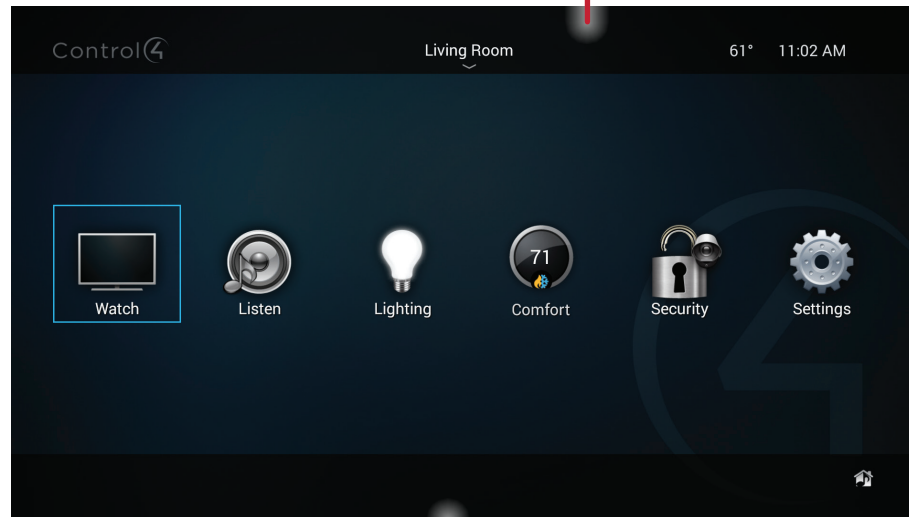 Control4
Living Room
61° 11:02 AM
71
Watch
Listen
Lighting
Comfort
Security
Settings